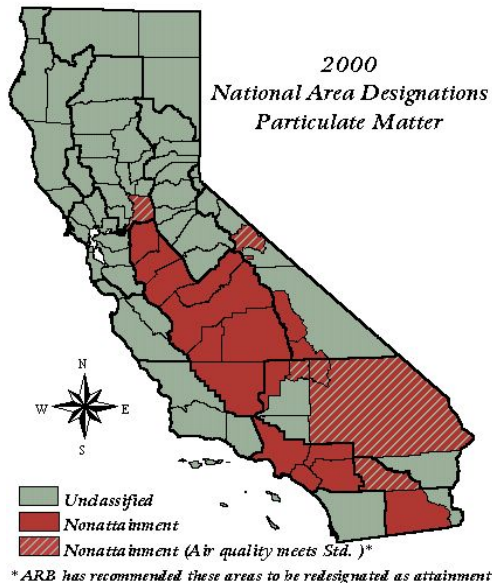 2000
National Area Designations
Particulate Matter
N
W E
S
Unclassified
Nonattainment
Nonattainment (Air quality meets Std. )*
* ARB has recommended these areas to be redesignated as attainment